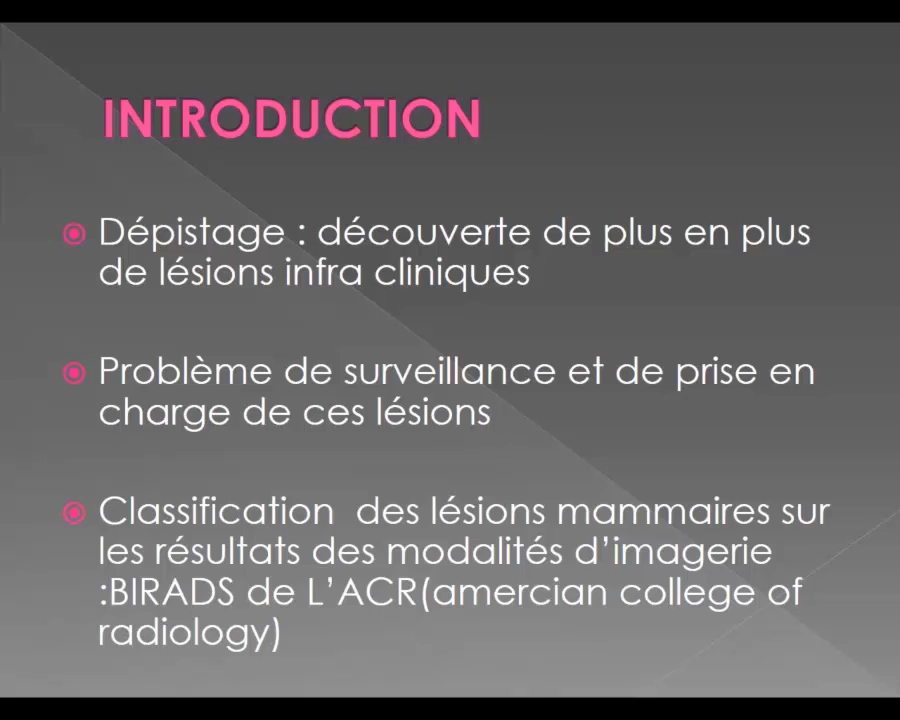 INTRODUCTION
Dépistage : découverte de plus en plus
de lésions infra cliniques
Problème de surveillance et de prise en
charge de ces lésions
Classification  des lésions mammaires sur
les résultats des modalités d’imagerie
:BIRADS de L’ACR(amercian college of
radiology)